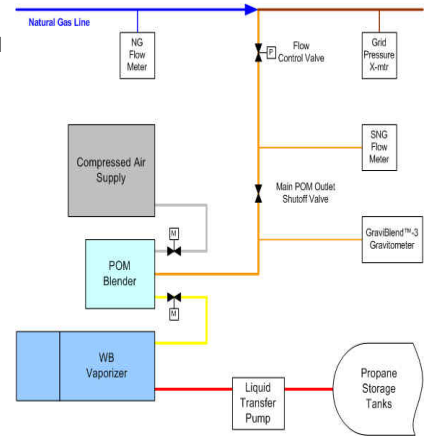 Natural Gas Line
NG
Flow
Meter
Flow
Control Valve
P
Grid
Pressure
X-mtr
Compressed Air
Supply
SNG
Flow
Meter
Main POM Outlet
Shutoff Valve
M
GraviBlend™-3
Gravitometer
POM
Blender
M
WB
Vaporizer
Liquid
Transfer
Pump
Propane
Storage
Tanks